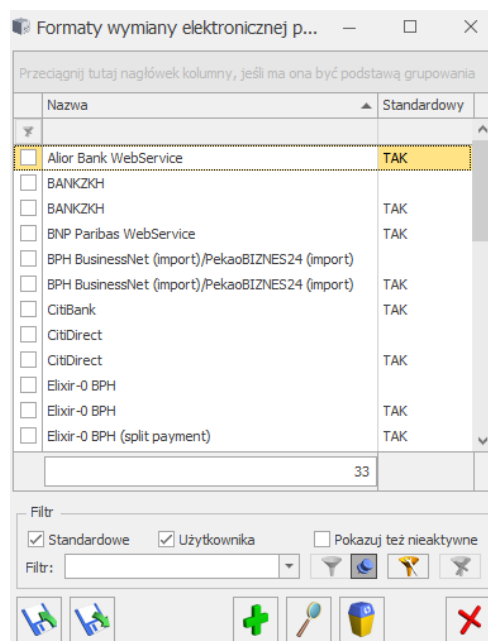 Formaty wymiany elektronicznej p...
Przeciągnij tutaj nagłówek kolumny, jeśli ma ona być podstawą grupowania
Nazwa Standardowy
Alior Bank WebService TAK
BANKZKH
BANKZKH TAK
BNP Paribas WebService TAK
BPH BusinessNet (import)/PekaoBIZNES24 (import)
BPH BusinessNet (import)/PekaoBIZNES24 (import) TAK
CitiBank TAK
CitiDirect
CitiDirect TAK
Elixir-0 BPH
Elixir-0 BPH TAK
Elixir-0 BPH (split payment) TAK
33
Filtr
Standardowe Użytkownika Pokazuj też nieaktywne
Filtr: